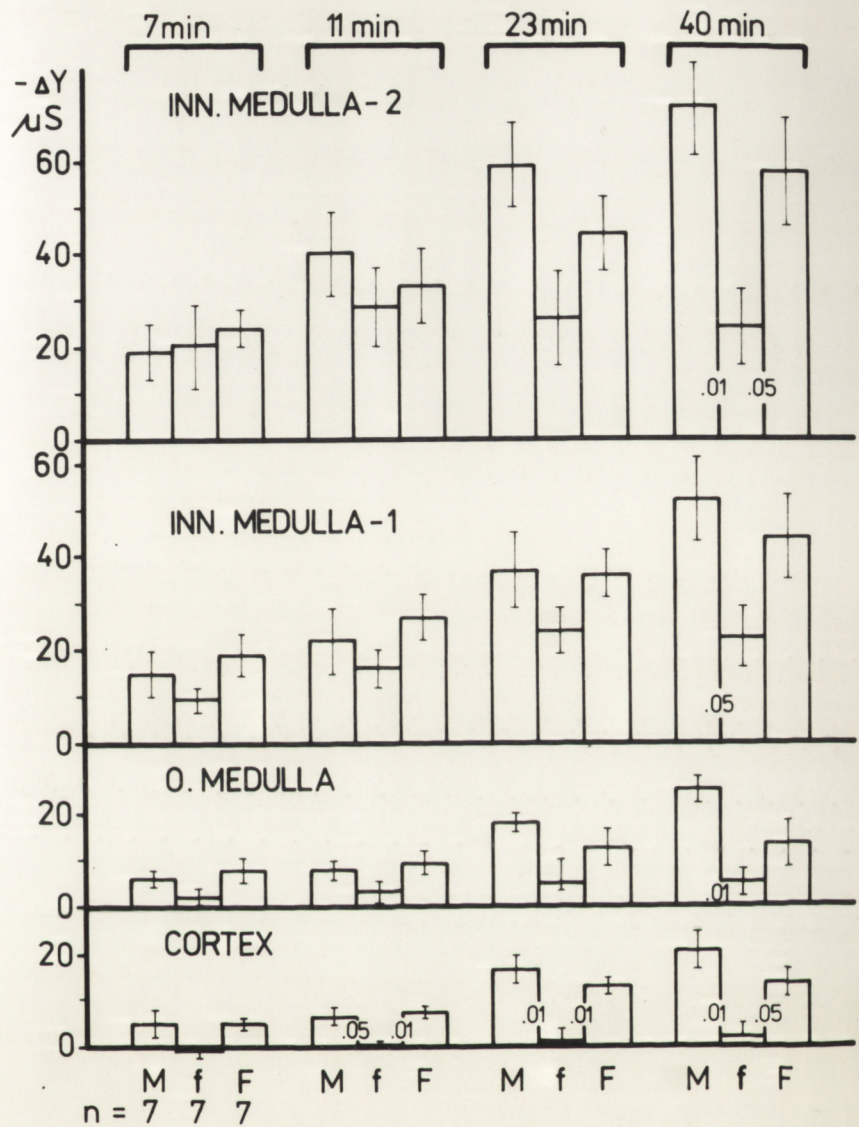 7min 11 min 23min 40 min
-ΔY
μS
INN. MEDULLA-2
60
40
20
0
.01 .05
INN. MEDULLA-1
60
40
20
0
.05
O. MEDULLA
20
0
.01
CORTEX
20
0
.05 .01 .01 .01 .01 .05
M f F M f F M f F M f F
n = 7 7 7